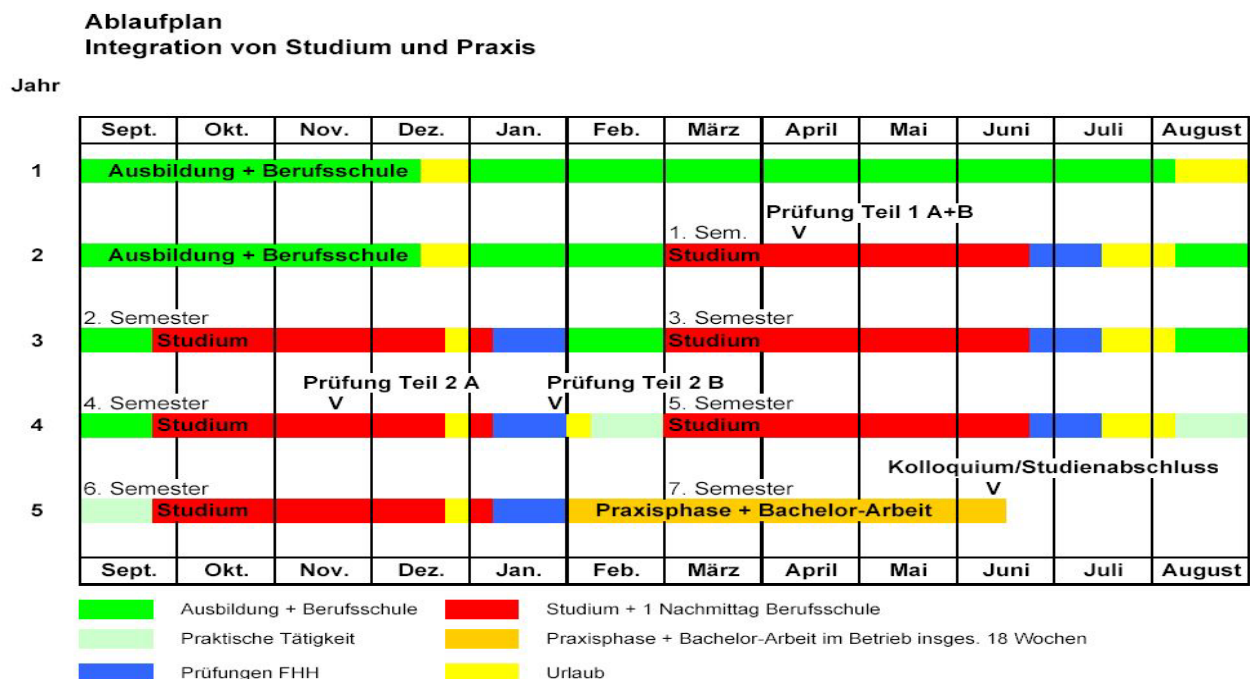 Ablaufplan
Integration von Studium und Praxis
Jahr
Sept. Okt. Nov. Dez. Jan. Feb. März April Mai Juni Juli August
1 Ausbildung + Berufsschule
Prüfung Teil 1 A+B
1. Sem. V
2 Ausbildung + Berufsschule Studium
2. Semester 3. Semester
3 Studium Studium
Prüfung Teil 2 A Prüfung Teil 2 B
4. Semester V V 5. Semester
4 Studium Studium
Kolloquium/Studienabschluss
6. Semester 7. Semester V
5 Studium Praxisphase + Bachelor-Arbeit
Sept. Okt. Nov. Dez. Jan. Feb. März April Mai Juni Juli August
Ausbildung + Berufsschule Studium + 1 Nachmittag Berufsschule
Praktische Tätigkeit Praxisphase + Bachelor-Arbeit im Betrieb insges. 18 Wochen
Prüfungen FHH Urlaub